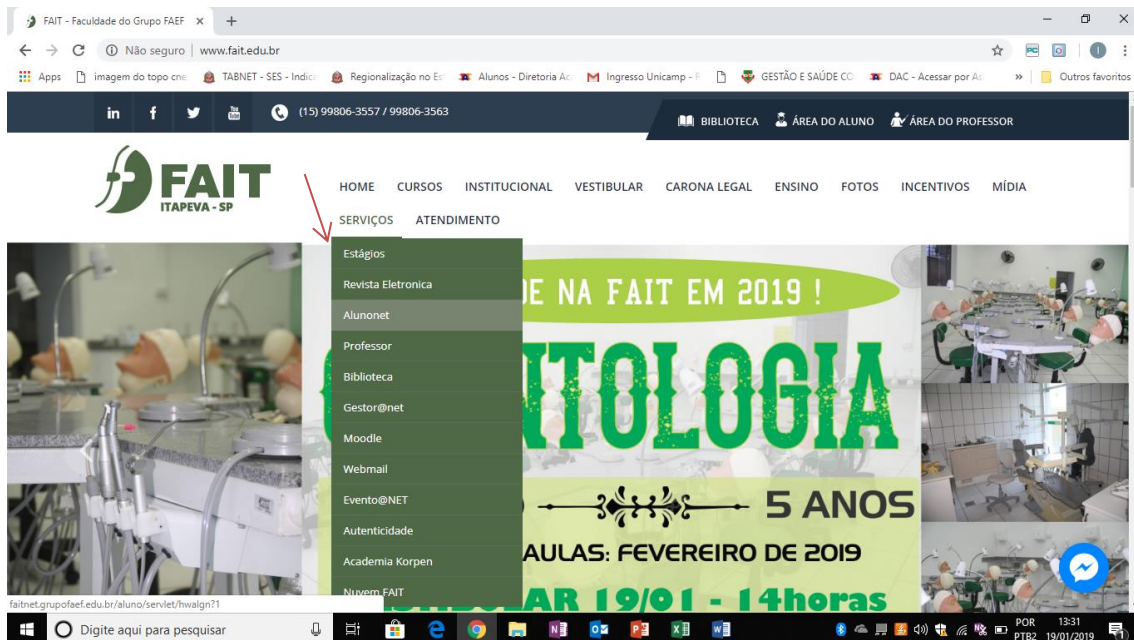 FAIT - Faculdade do Grupo FAEF
Não seguro | www.fait.edu.br
Apps imagem do topo cne TABNET - SES - Indic Regionalização no Es Alunos - Diretoria Ac Ingresso Unicamp - GESTÃO E SAÚDE CO DAC - Acessar por As » Outros favoritos
in f (15) 99806-3557 / 99806-3563 BIBLIOTECA ÁREA DO ALUNO ÁREA DO PROFESSOR
FAIT
ITAPEVA - SP
HOME CURSOS INSTITUCIONAL VESTIBULAR CARONA LEGAL ENSINO FOTOS INCENTIVOS MÍDIA
SERVIÇOS ATENDIMENTO
Estágios
Revista Eletronica
Alunonet
Professor
Biblioteca
Gestor@net
Moodle
Webmail
Evento@NET
Autenticidade
Academia Korpen
Nuvem FAIT
DE NA FAIT EM 2019 !
NTOLOGIA
5 ANOS
AULAS: FEVEREIRO DE 2019
VESTIBULAR 19/01 - 14horas
faitnet.grupofaef.edu.br/aluno/servlet/hwalgn?1
Digite aqui para pesquisar
POR 13:31
PTB2 19/01/2019